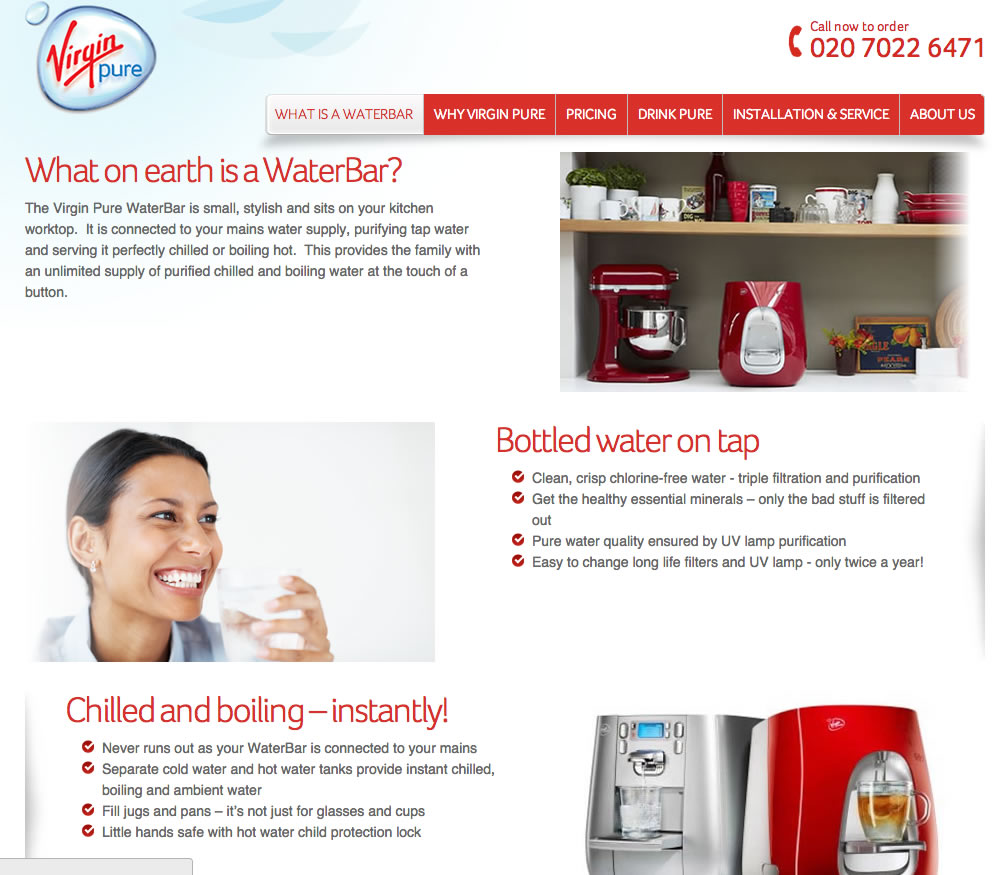 Virgin
pure
Call now to order
020 7022 6471
WHAT IS A WATERBAR
WHY VIRGIN PURE
PRICING
DRINK PURE
INSTALLATION & SERVICE
ABOUT US
What on earth is a WaterBar?
The Virgin Pure WaterBar is small, stylish and sits on your kitchen
worktop. It is connected to your mains water supply, purifying tap water
and serving it perfectly chilled or boiling hot. This provides the family with
an unlimited supply of purified chilled and boiling water at the touch of a
button.
Bottled water on tap
Clean, crisp chlorine-free water - triple filtration and purification
Get the healthy essential minerals – only the bad stuff is filtered
out
Pure water quality ensured by UV lamp purification
Easy to change long life filters and UV lamp - only twice a year!
Chilled and boiling – instantly!
Never runs out as your WaterBar is connected to your mains
Separate cold water and hot water tanks provide instant chilled,
boiling and ambient water
Fill jugs and pans – it's not just for glasses and cups
Little hands safe with hot water child protection lock